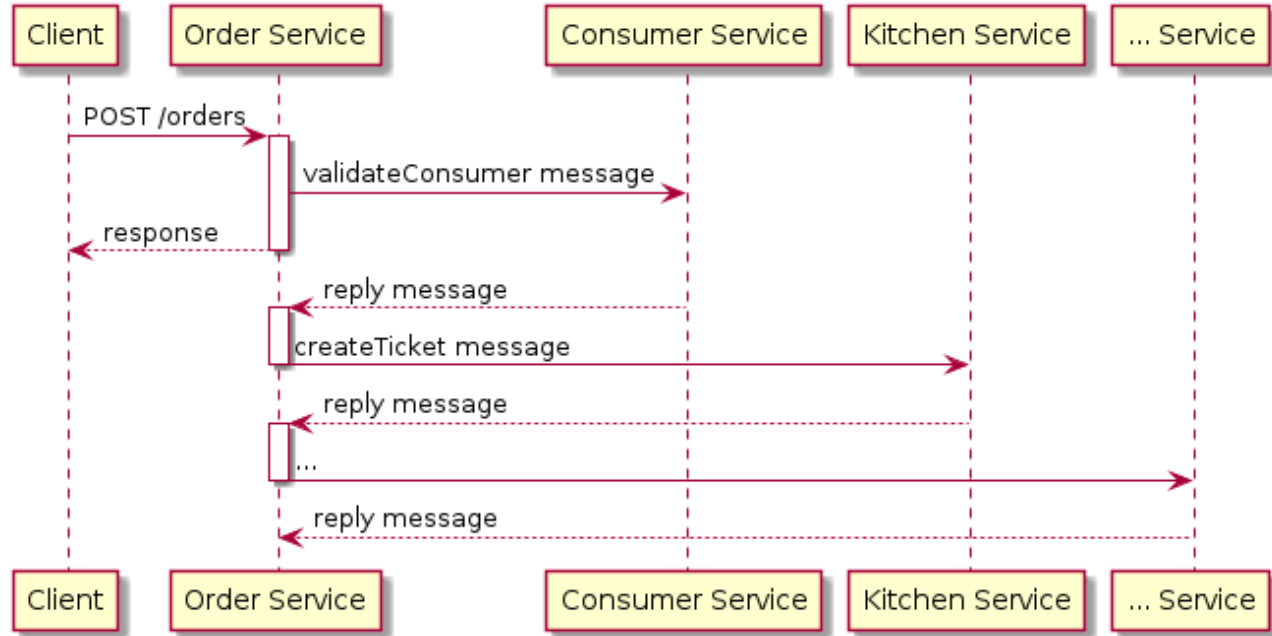 Client
Order Service
Consumer Service
Kitchen Service
... Service
POST /orders
validateConsumer message
response
reply message
createTicket message
reply message
...
reply message
Client
Order Service
Consumer Service
Kitchen Service
... Service